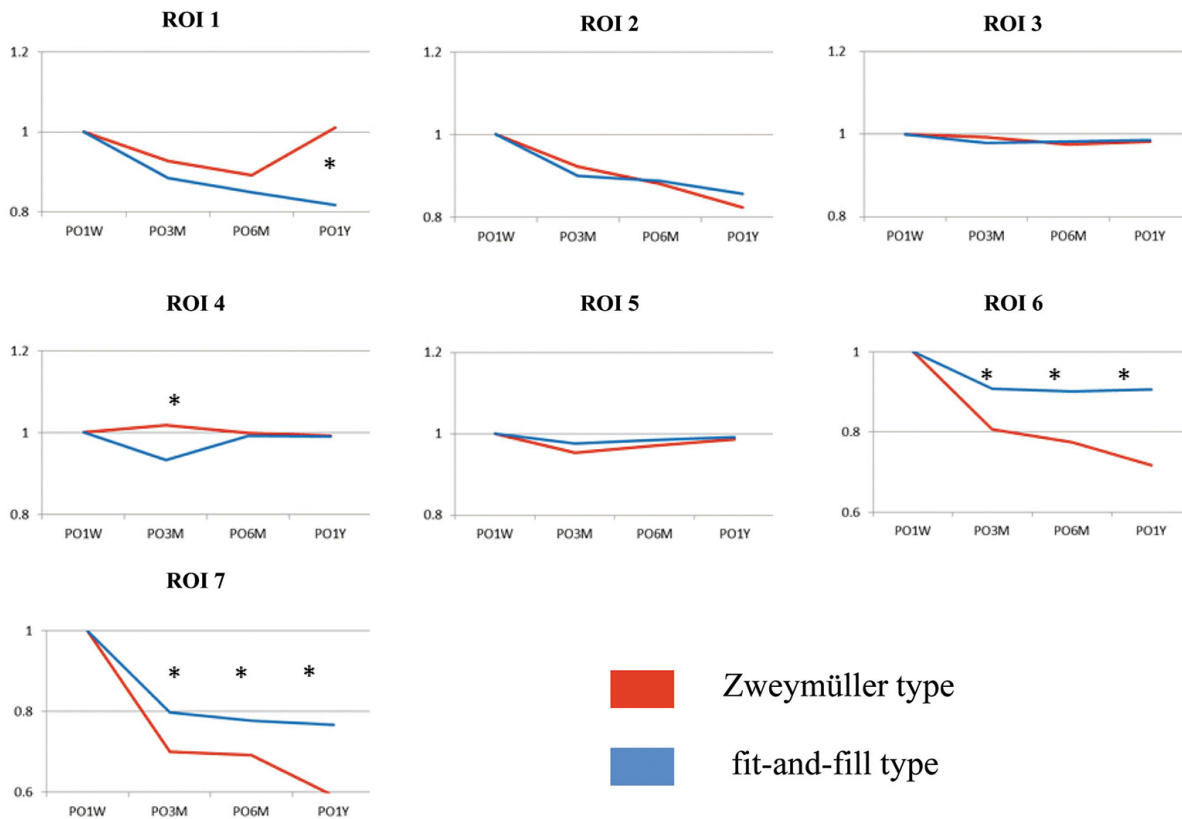 ROI 1
1.2
1
*
0.8
PO1W PO3M PO6M PO1Y
ROI 2
1.2
1
0.8
PO1W PO3M PO6M PO1Y
ROI 3
1.2
1
0.8
PO1W PO3M PO6M PO1Y
ROI 4
1.2
*
1
0.8
PO1W PO3M PO6M PO1Y
ROI 5
1.2
1
0.8
PO1W PO3M PO6M PO1Y
ROI 6
1
* * *
0.8
0.6
PO1W PO3M PO6M PO1Y
ROI 7
1
* * *
0.8
0.6
PO1W PO3M PO6M PO1Y
Zweymüller type
fit-and-fill type